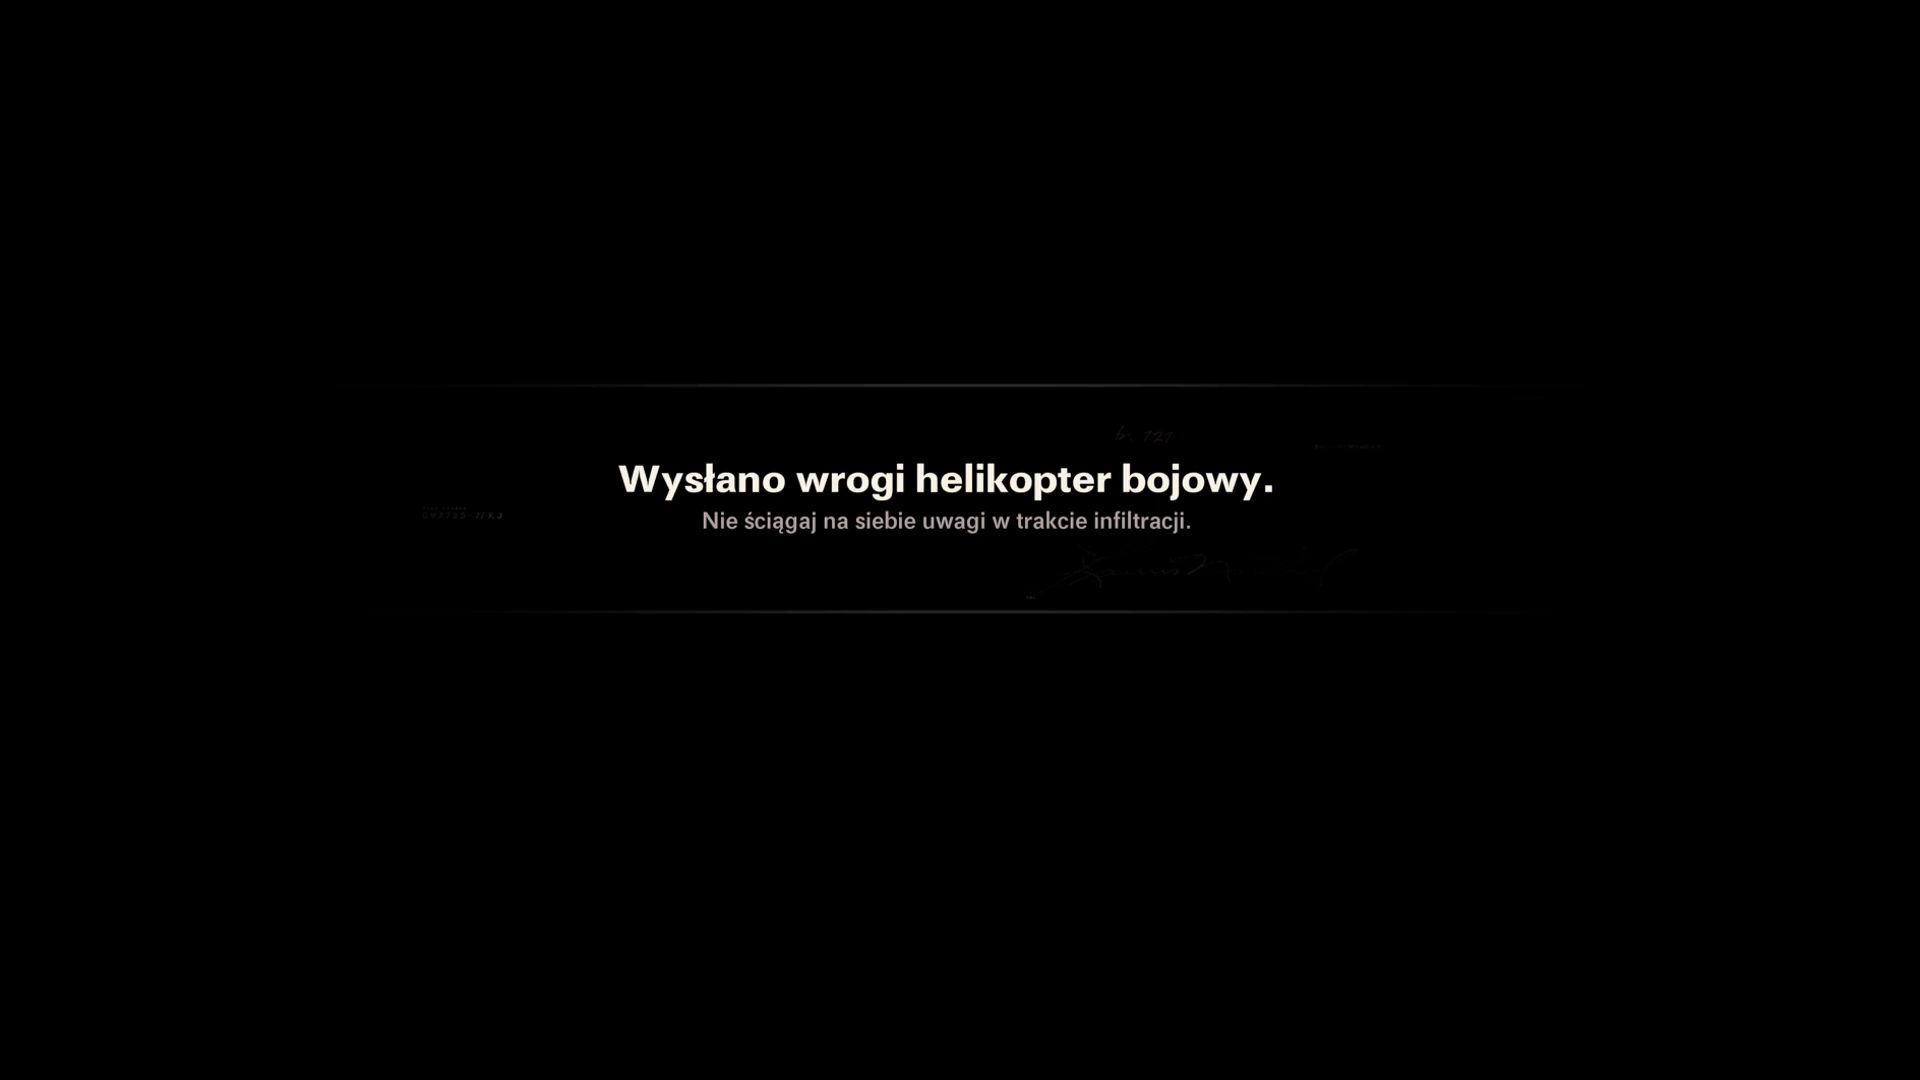 Wysłano wrogi helikopter bojowy.
Nie ściągaj na siebie uwagi w trakcie infiltracji.